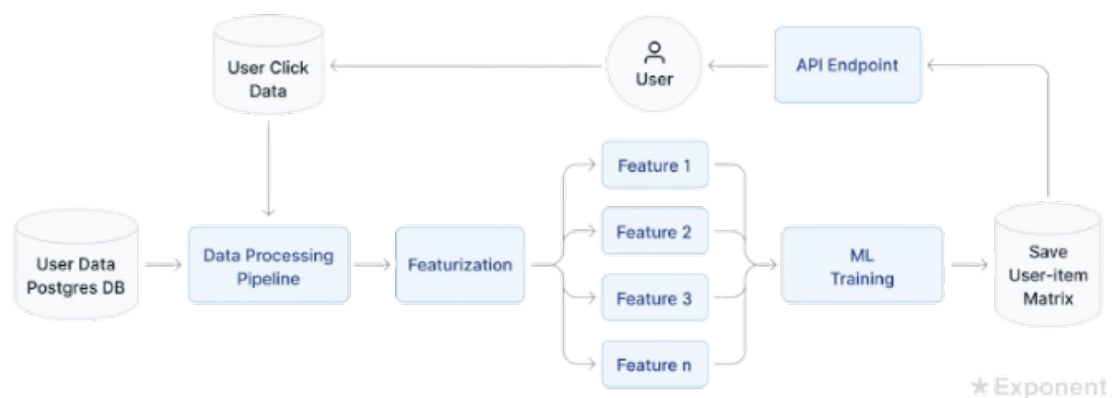 User Click
Data
User
API Endpoint
Feature 1
User Data
Postgres DB
Data Processing
Pipeline
Featurization
Feature 2
Feature 3
Feature n
ML
Training
Save
User-item
Matrix
Exponent